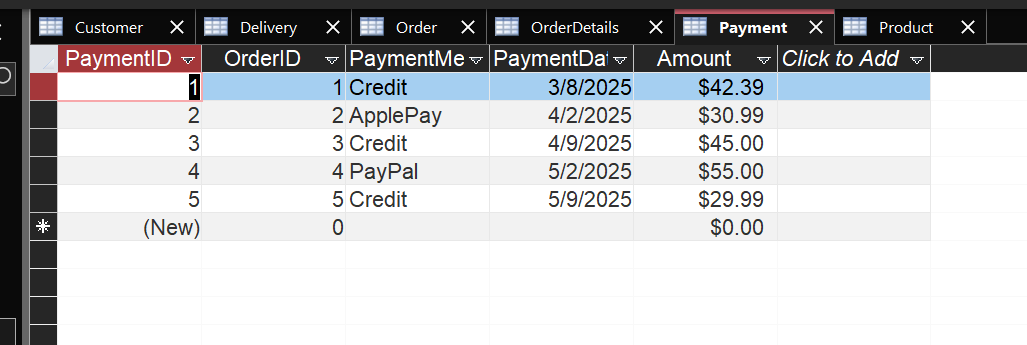 Customer Delivery Order OrderDetails Payment Product
PaymentID OrderID PaymentMe PaymentDat Amount Click to Add
1 1 Credit 3/8/2025 $42.39
2 2 ApplePay 4/2/2025 $30.99
3 3 Credit 4/9/2025 $45.00
4 4 PayPal 5/2/2025 $55.00
5 5 Credit 5/9/2025 $29.99
(New) 0 $0.00